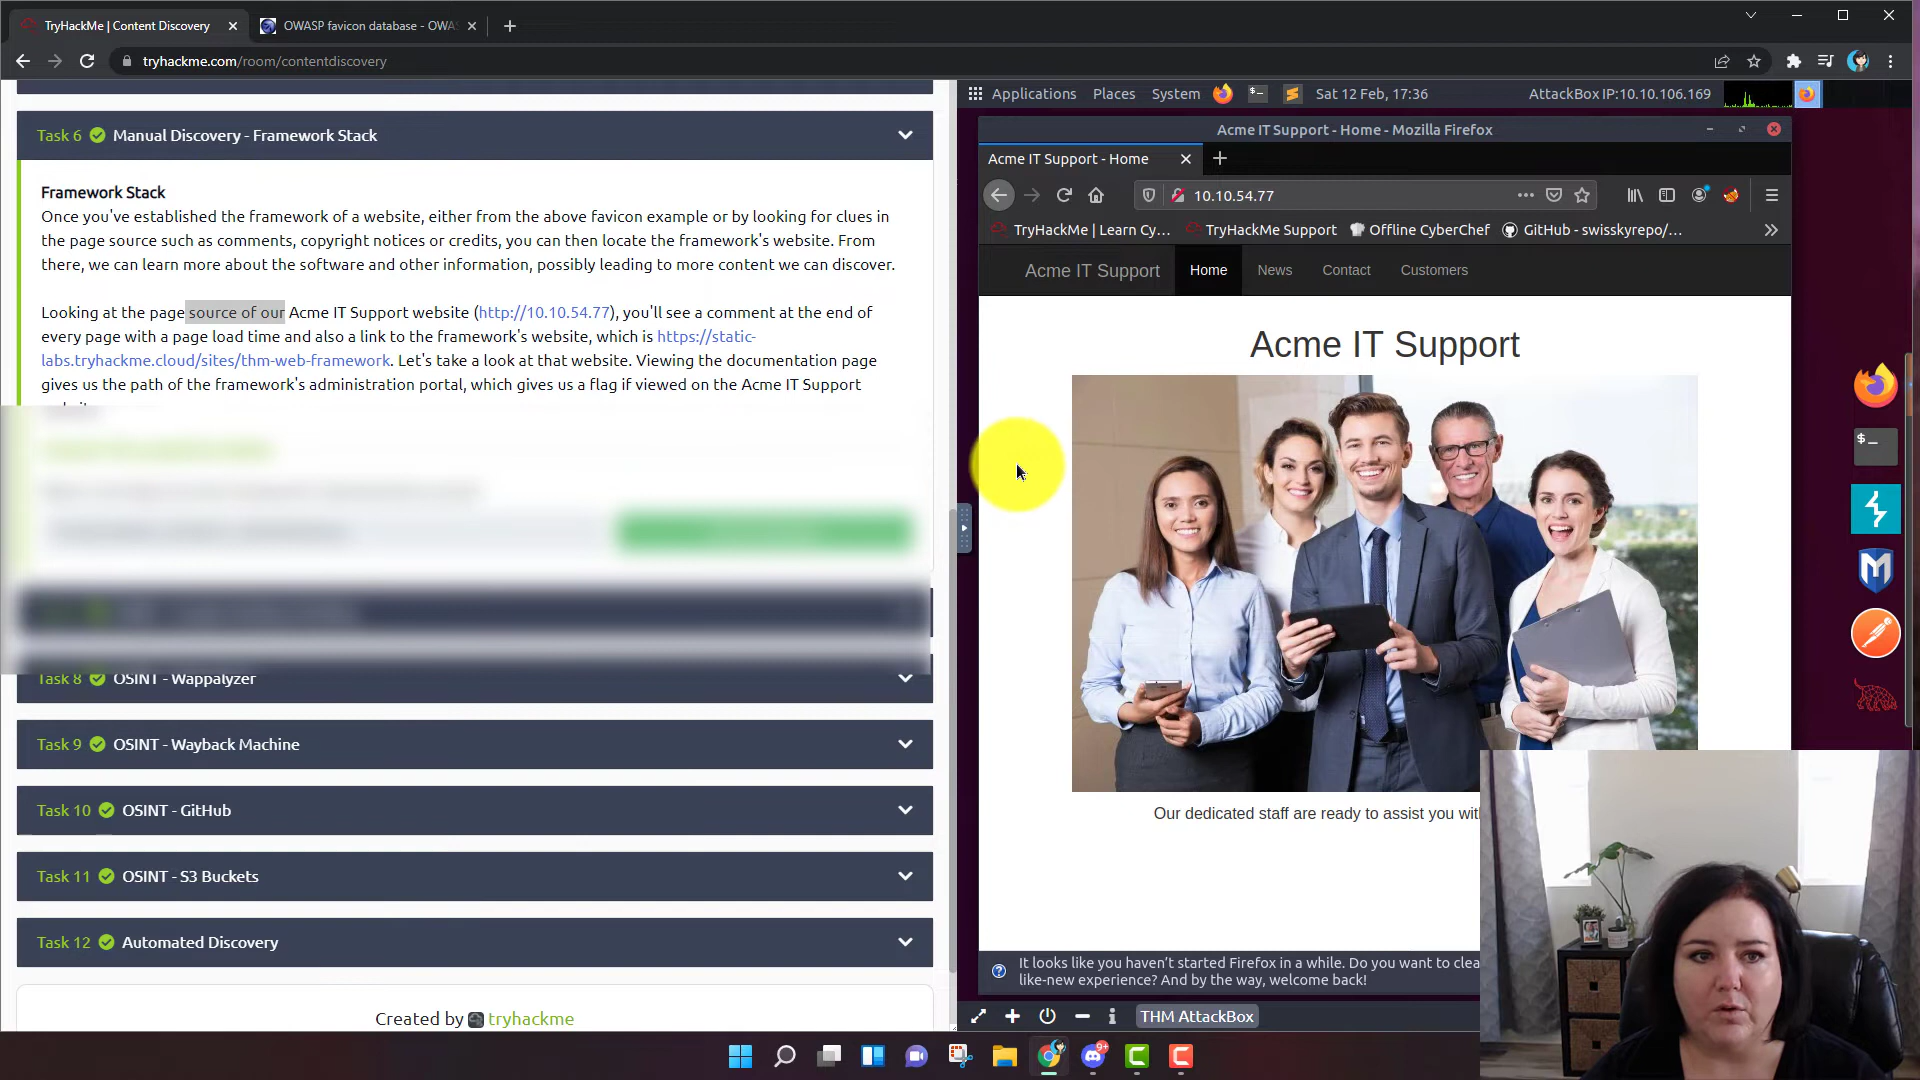 TryHackMe | Content Discovery
OWASP favicon database - OWA
tryhackme.com/room/contentdiscovery
Task 6 Manual Discovery - Framework Stack
Framework Stack
Once you've established the framework of a website, either from the above favicon example or by looking for clues in
the page source such as comments, copyright notices or credits, you can then locate the framework's website. From
there, we can learn more about the software and other information, possibly leading to more content we can discover.
Looking at the page source of our Acme IT Support website (http://10.10.54.77), you'll see a comment at the end of
every page with a page load time and also a link to the framework's website, which is https://static-
labs.tryhackme.cloud/sites/thm-web-framework. Let's take a look at that website. Viewing the documentation page
gives us the path of the framework's administration portal, which gives us a flag if viewed on the Acme IT Support
Task 8 OSINT - Wappalyzer
Task 9 OSINT - Wayback Machine
Task 10 OSINT - GitHub
Task 11 OSINT - S3 Buckets
Task 12 Automated Discovery
Created by tryhackme
Applications Places System Sat 12 Feb, 17:36 AttackBox IP:10.10.106.169
Acme IT Support - Home - Mozilla Firefox
Acme IT Support - Home
10.10.54.77
TryHackMe | Learn Cy... TryHackMe Support Offline CyberChef GitHub - swisskyrepo/...
Acme IT Support Home News Contact Customers
Acme IT Support
Our dedicated staff are ready to assist you wit
It looks like you haven't started Firefox in a while. Do you want to clea
like-new experience? And by the way, welcome back!
THM AttackBox
9+